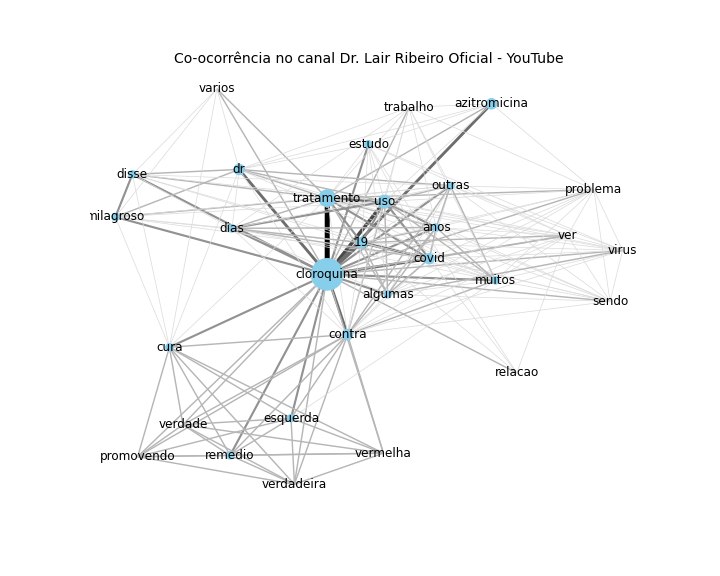 Co-ocorrência no canal Dr. Lair Ribeiro Oficial - YouTube
varios
trabalho
azitromicina
estudo
disse
dr
outras
problema
tratamento
uso
milagroso
dias
anos
19
ver
virus
covid
cloroquina
muitos
algumas
sendo
contra
cura
relacao
esquerda
verdade
promovendo
remedio
vermelha
verdadeira